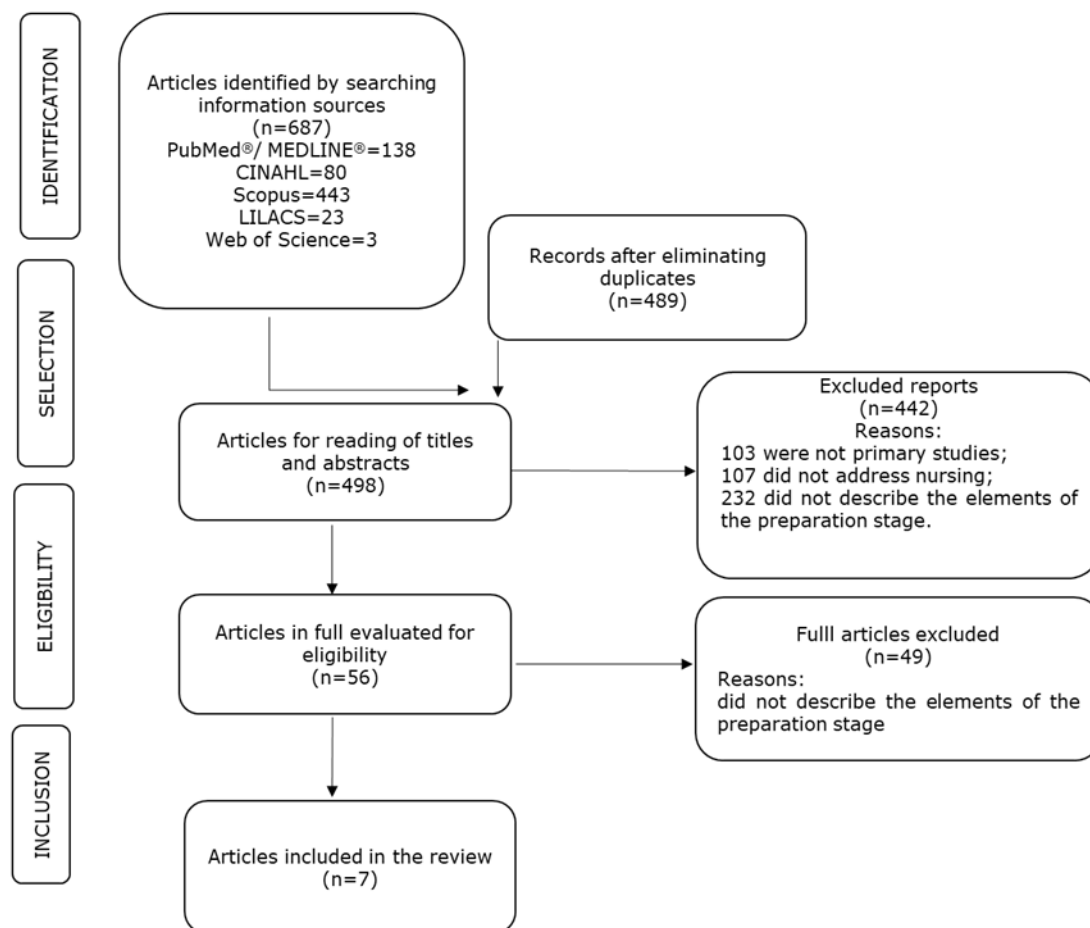 IDENTIFICATION
Articles identified by searching
information sources
(n=687)
PubMed®/ MEDLINE®=138
CINAHL=80
Scopus=443
LILACS=23
Web of Science=3
Records after eliminating
duplicates
(n=489)
SELECTION
Articles for reading of titles
and abstracts
(n=498)
Excluded reports
(n=442)
Reasons:
103 were not primary studies;
107 did not address nursing;
232 did not describe the elements of
the preparation stage.
ELIGIBILITY
Articles in full evaluated for
eligibility
(n=56)
Fulll articles excluded
(n=49)
Reasons:
did not describe the elements of the
preparation stage
INCLUSION
Articles included in the review
(n=7)